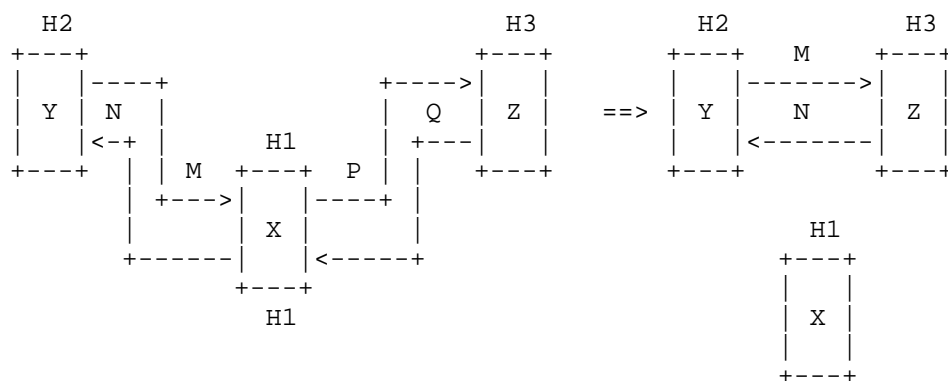 H2 H3 H2 H3
M
Y N Q Z ==> Y N Z
H1
M P
X H1
H1 X